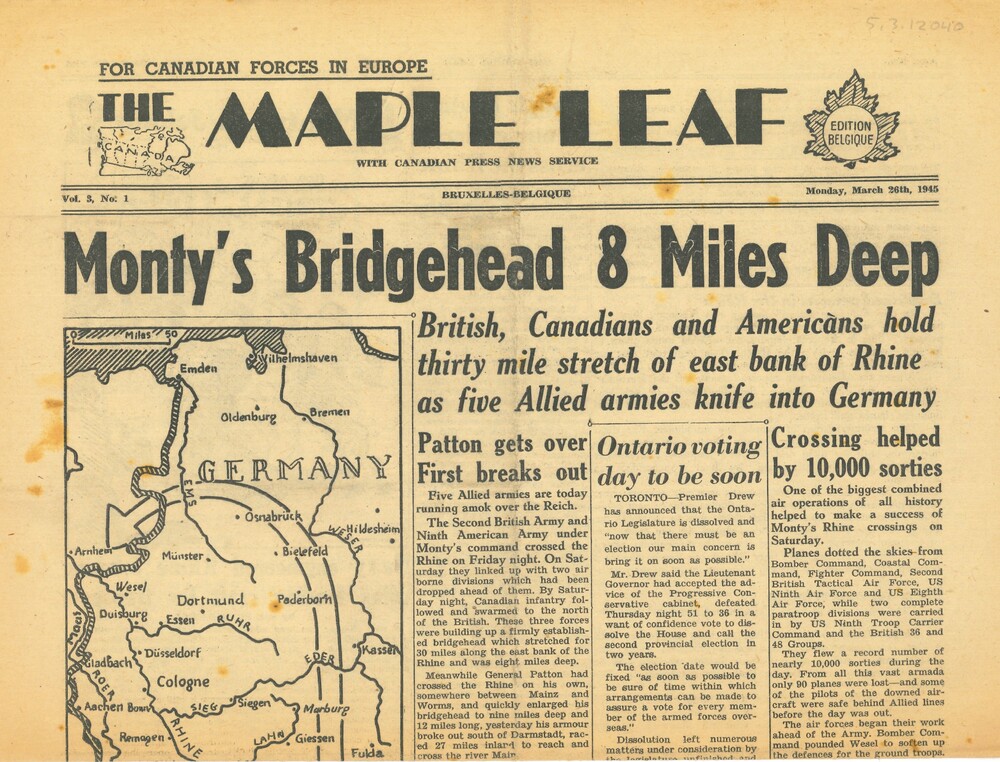 5.3.12040
FOR CANADIAN FORCES IN EUROPE
THE MAPLE LEAF
CANADA
EDITION
BELGIQUE
WITH CANADIAN PRESS NEWS SERVICE
Vol. 3, No: 1
BRUXELLES-BELGIQUE
Monday, March 26th, 1945
Monty's Bridgehead 8 Miles Deep
0 Miles 50
Emden
Wilhelmshaven
Oldenburg
Bremen
GERMANY
EMS
Osnabrück
WESER
Hildesheim
Arnhem
Münster
Bielefeld
Wesel
Dortmund
Paderborn
Duisburg
Essen
RUHR
Maas
Düsseldorf
EDER
Kassel
Gladbach
ROER
Cologne
Aachen
Bonn
SIEG
Siegen
Marburg
Remagen
RHINE
LAHN
Giessen
Fulda
British, Canadians and Americans hold
thirty mile stretch of east bank of Rhine
as five Allied armies knife into Germany
Patton gets over
First breaks out
Five Allied armies are today
running amok over the Reich.
The Second British Army and
Ninth American Army under
Monty's command crossed the
Rhine on Friday night. On Sat-
urday they linked up with two air
borne divisions which had been
dropped ahead of them. By Satur-
day night, Canadian infantry fol-
lowed and swarmed to the north
of the British. These three forces
were building up a firmly establish-
ed bridgehead which stretched for
30 miles along the east bank of the
Rhine and was eight miles deep.
Meanwhile General Patton had
crossed the Rhine on his own,
somewhere between Mainz and
Worms, and quickly enlarged his
bridgehead to nine miles deep and
12 miles long, yesterday his armour
broke out south of Darmstadt, rac-
ed 27 miles inland to reach and
cross the river Main.
Ontario voting
day to be soon
TORONTO—Premier Drew
has announced that the Onta-
rio Legislature is dissolved and
"now that there must be an
election our main concern is
bring it on soon as possible."
Mr. Drew said the Lieutenant
Governor had accepted the ad-
vice of the Progressive Con-
servative cabinet, defeated
Thursday night 51 to 36 in a
want of confidence vote to dis-
solve the House and call the
second provincial election in
two years.
The election date would be
fixed "as soon as possible to
be sure of time within which
arrangements can be made to
assure a vote for every mem-
ber of the armed forces over-
seas."
Dissolution left numerous
matters under consideration by
the legislature unfinished and
Crossing helped
by 10,000 sorties
One of the biggest combined
air operations of all history
helped to make a success of
Monty's Rhine crossings on
Saturday.
Planes dotted the skies from
Bomber Command, Coastal Com-
mand, Fighter Command, Second
British Tactical Air Force, US
Ninth Air Force and US Eighth
Air Force, while two complete
paratroop divisions were carried
in by US Ninth Troop Carrier
Command and the British 36 and
48 Groups.
They flew a record number of
nearly 10,000 sorties during the
day. From all this vast armada
only 90 planes were lost—and some
of the pilots of the downed air-
craft were safe behind Allied lines
before the day was out.
The air forces began their work
ahead of the Army. Bomber Com-
mand pounded Wesel to soften up
the defences for the ground troops.